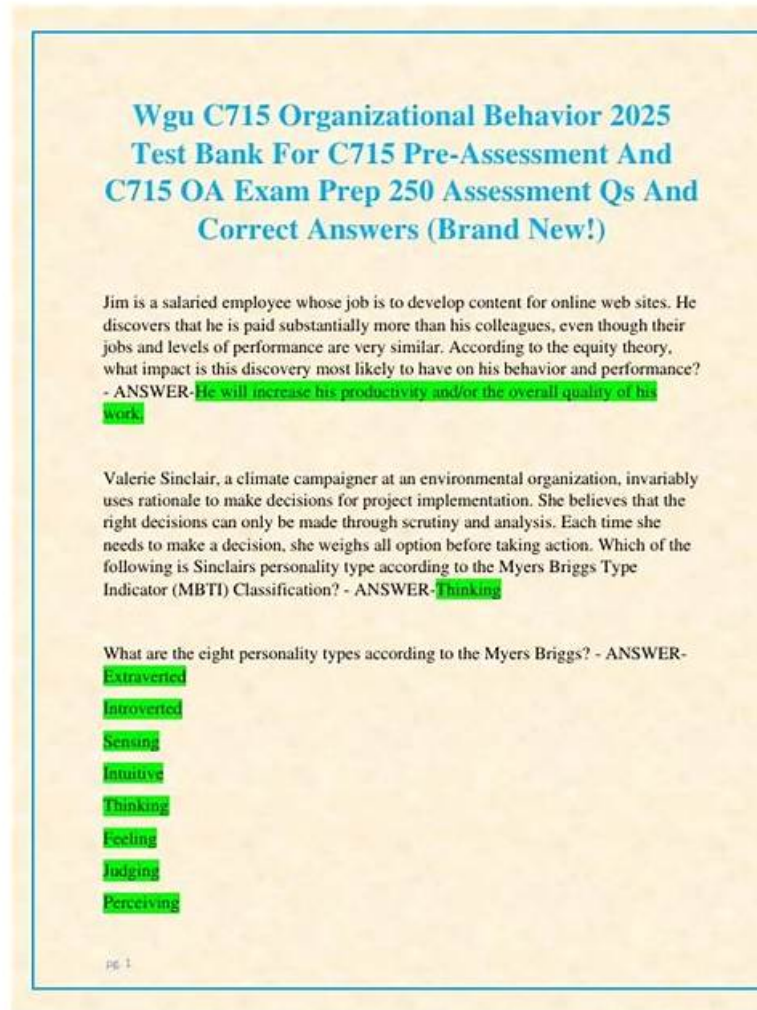 Wgu C715 Organizational Behavior 2025
Test Bank For C715 Pre-Assessment And
C715 OA Exam Prep 250 Assessment Qs And
Correct Answers (Brand New!)
Jim is a salaried employee whose job is to develop content for online web sites. He
discovers that he is paid substantially more than his colleagues, even though their
jobs and levels of performance are very similar. According to the equity theory,
what impact is this discovery most likely to have on his behavior and performance?
- ANSWER-He will increase his productivity and/or the overall quality of his
work.
Valerie Sinclair, a climate campaigner at an environmental organization, invariably
uses rationale to make decisions for project implementation. She believes that the
right decisions can only be made through scrutiny and analysis. Each time she
needs to make a decision, she weighs all option before taking action. Which of the
following is Sinclairs personality type according to the Myers Briggs Type
Indicator (MBTI) Classification? - ANSWER-Thinking
What are the eight personality types according to the Myers Briggs? - ANSWER-
Extraverted
Introverted
Sensing
Intuitive
Thinking
Feeling
Judging
Perceiving
pg. 1